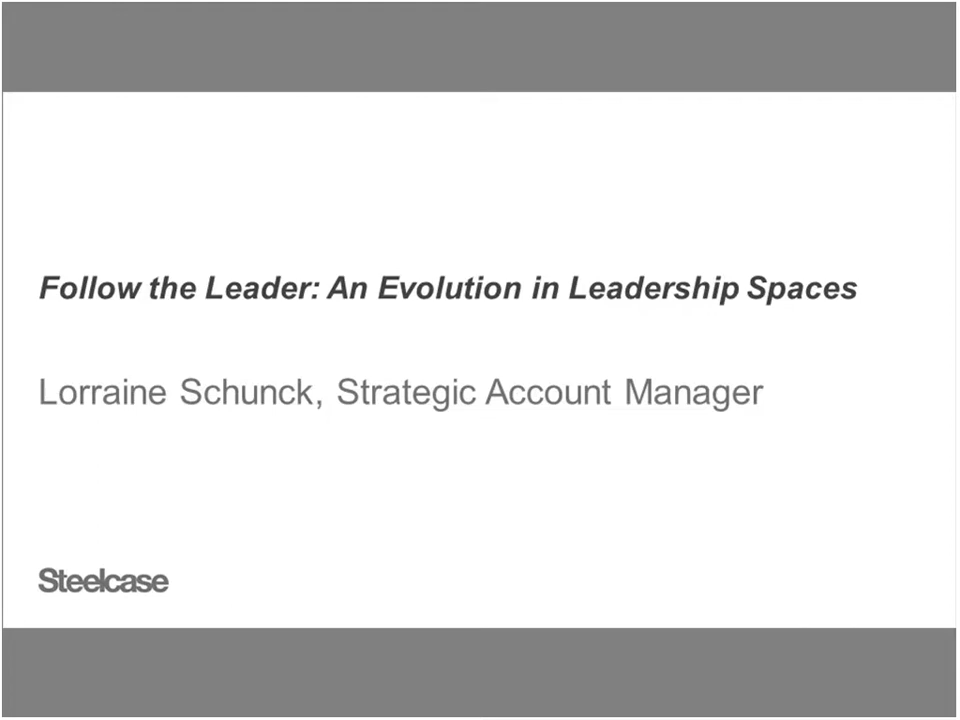 Follow the Leader: An Evolution in Leadership Spaces
Lorraine Schunck, Strategic Account Manager
Steelcase